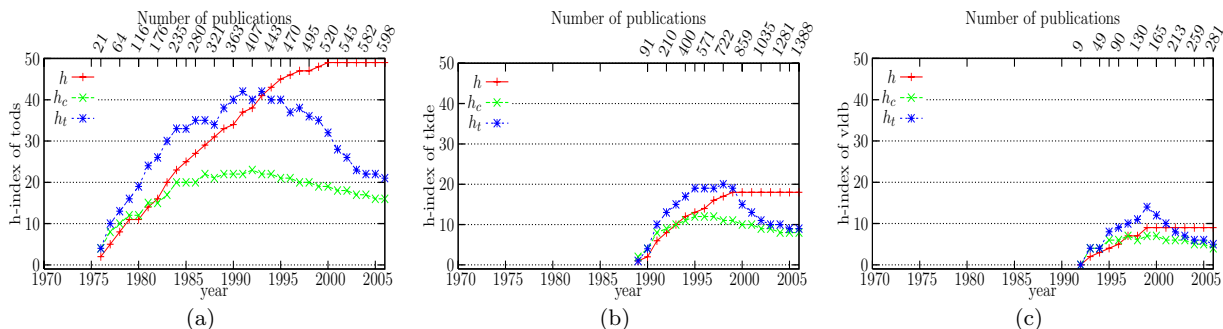 Number of publications
21 64 116 176 235 280 321 363 407 443 470 495 520 545 582 598
50
40
30
20
10
0
h-index of tods
h
h_c
h_t
1970 1975 1980 1985 1990 1995 2000 2005
year
(a)
Number of publications
91 210 400 571 722 859 1035 1281 1388
50
40
30
20
10
0
h-index of tkde
h
h_c
h_t
1970 1975 1980 1985 1990 1995 2000 2005
year
(b)
Number of publications
9 49 90 130 165 213 259 281
50
40
30
20
10
0
h-index of vldb
h
h_c
h_t
1970 1975 1980 1985 1990 1995 2000 2005
year
(c)